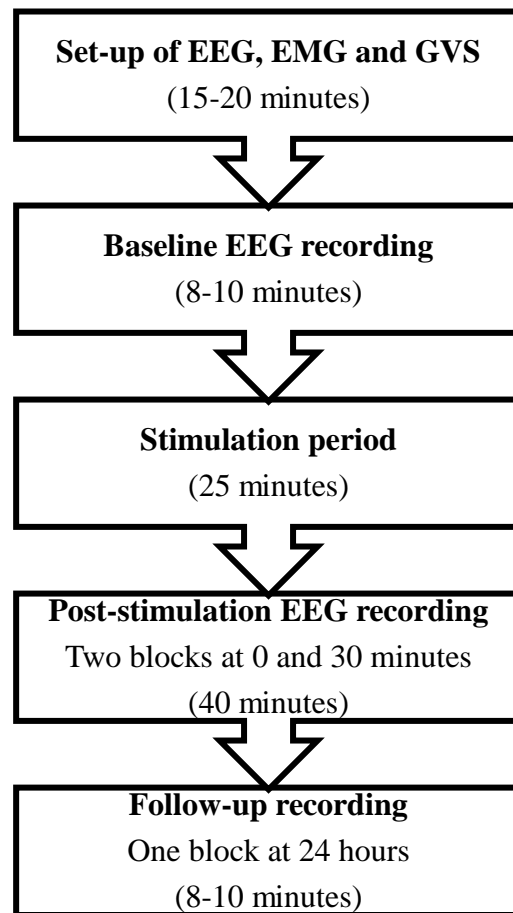 Set-up of EEG, EMG and GVS
(15-20 minutes)
Baseline EEG recording
(8-10 minutes)
Stimulation period
(25 minutes)
Post-stimulation EEG recording
Two blocks at 0 and 30 minutes
(40 minutes)
Follow-up recording
One block at 24 hours
(8-10 minutes)